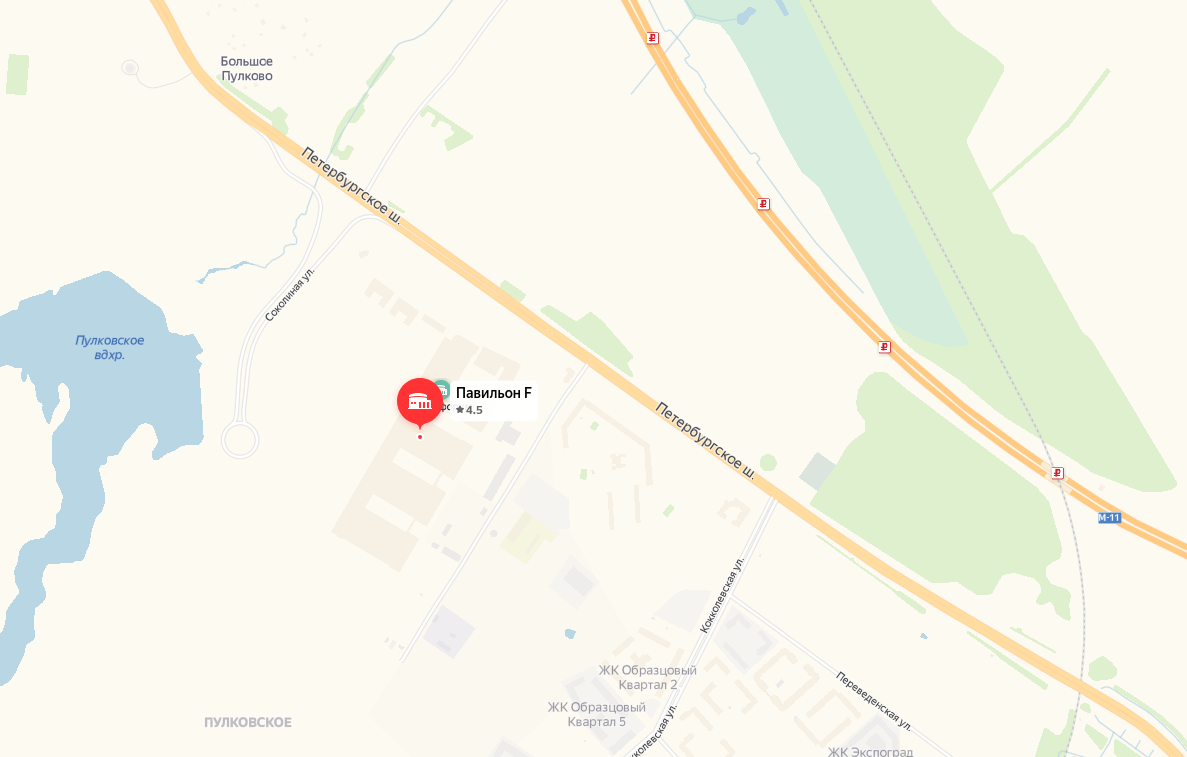 Большое
Пулково
Петербургское ш.
Соколиная ул.
Пулковское
вдхр.
Павильон F
4.5
Петербургское ш.
М-11
Кокколевская ул.
ЖК Образцовый
Квартал 2
Переведенская ул.
ЖК Образцовый
Квартал 5
ПУЛКОВСКОЕ
ЖК Экспоград